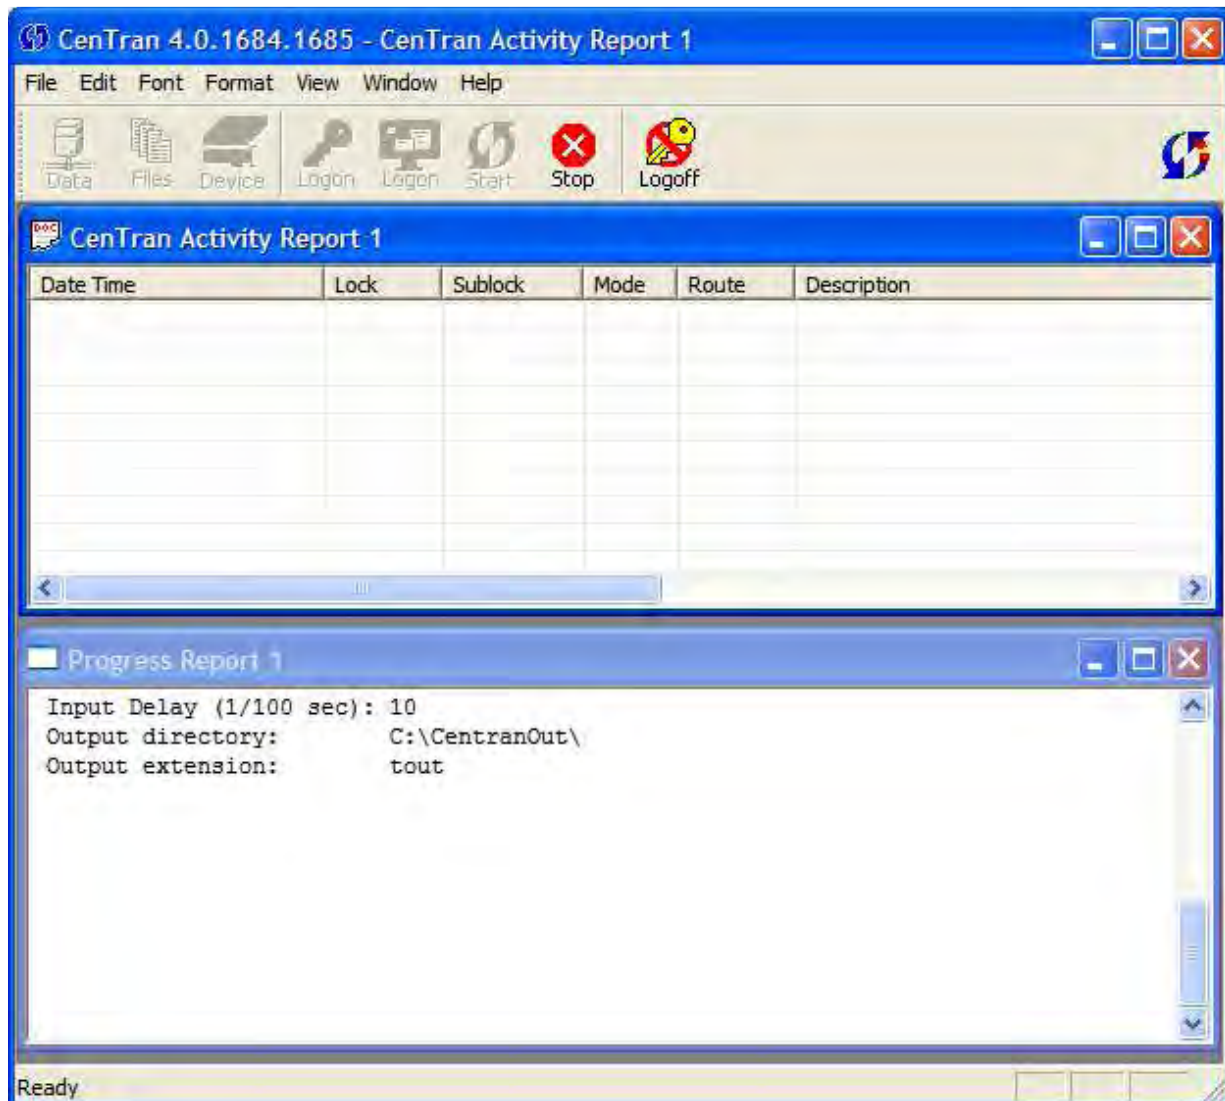 CenTran 4.0.1684.1685 - CenTran Activity Report 1
File Edit Font Format View Window Help
Data Files Device Logon Logon Start Stop Logoff
DOC CenTran Activity Report 1
Date Time Lock Sublock Mode Route Description
Progress Report 1
Input Delay (1/100 sec): 10
Output directory: C:\CentranOut\
Output extension: tout
Ready